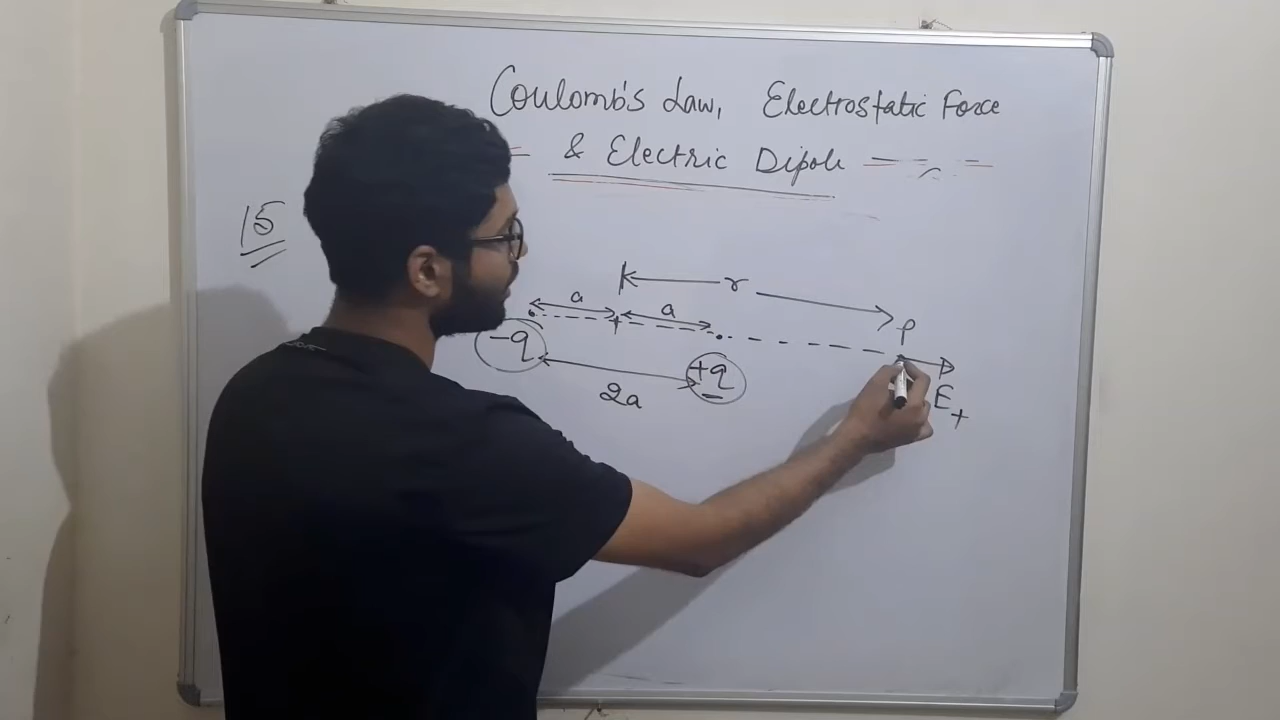 Coulomb's Law, Electrostatic Force
& Electric Dipole
15
r
a a
P
-q
+q
2a
E+